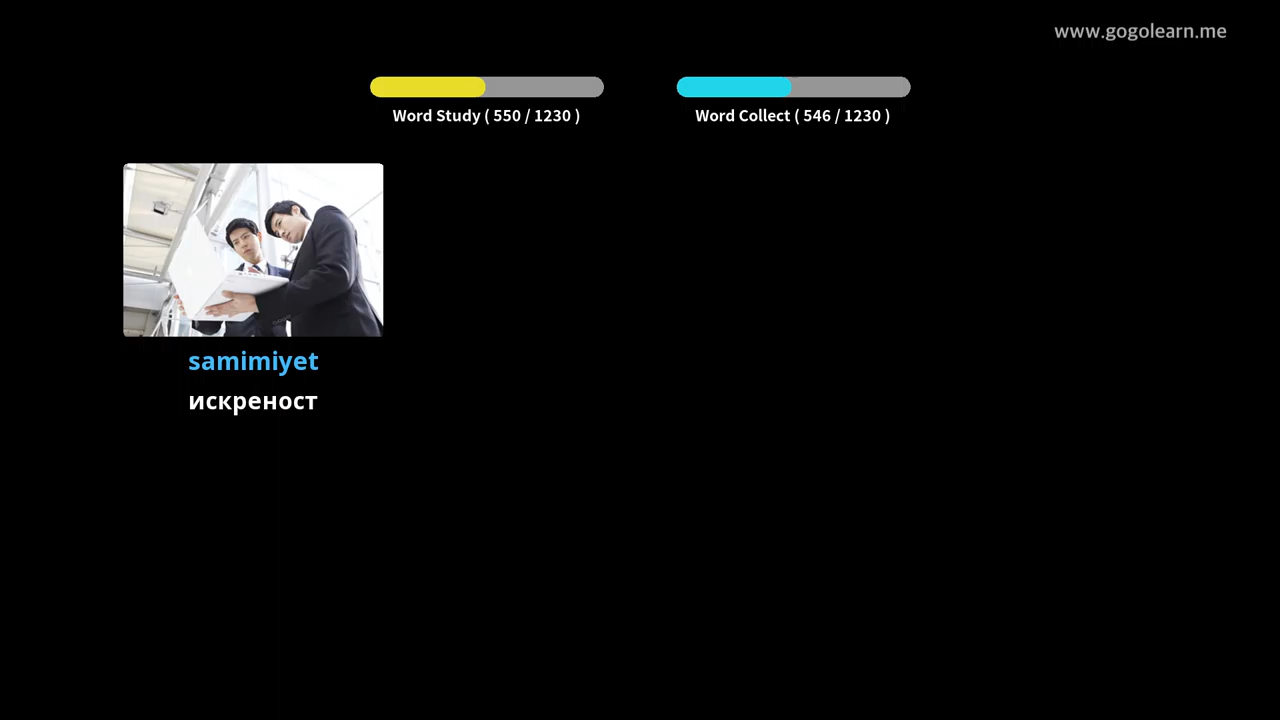 www.gogolearn.me
Word Study ( 550 / 1230 )
Word Collect ( 546 / 1230 )
samimiyet
искреност